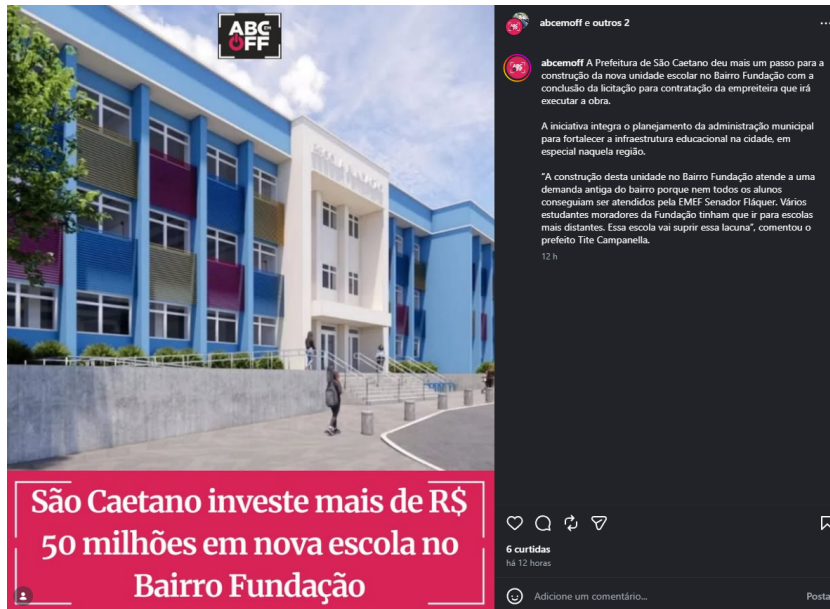 ABC EM
OFF
São Caetano investe mais de R$
50 milhões em nova escola no
Bairro Fundação
abcemoff e outros 2
abcemoff A Prefeitura de São Caetano deu mais um passo para a
construção da nova unidade escolar no Bairro Fundação com a
conclusão da licitação para contratação da empreiteira que irá
executar a obra.
A iniciativa integra o planejamento da administração municipal
para fortalecer a infraestrutura educacional na cidade, em
especial naquela região.
"A construção desta unidade no Bairro Fundação atende a uma
demanda antiga do bairro porque nem todos os alunos
conseguiam ser atendidos pela EMEF Senador Fláquer. Vários
estudantes moradores da Fundação tinham que ir para escolas
mais distantes. Essa escola vai suprir essa lacuna", comentou o
prefeito Tite Campanella.
12 h
6 curtidas
há 12 horas
Adicione um comentário...
Posta